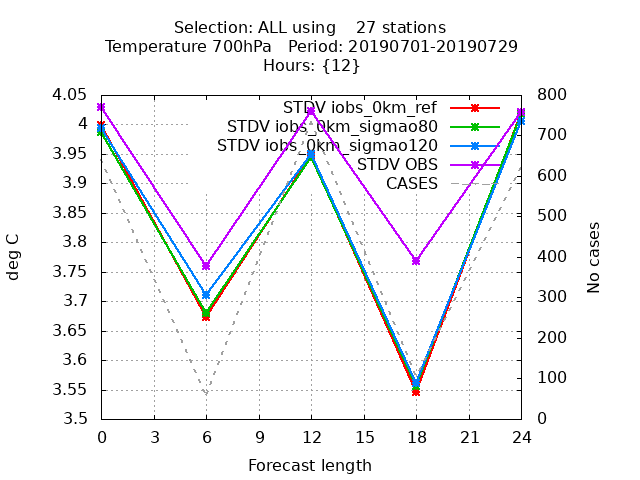 Selection: ALL using    27 stations
Temperature 700hPa   Period: 20190701-20190729
Hours: {12}
STDV iobs_0km_ref
STDV iobs_0km_sigmao80
STDV iobs_0km_sigmao120
STDV OBS
CASES
4.05
4
3.95
3.9
3.85
3.8
3.75
3.7
3.65
3.6
3.55
3.5
deg C
800
700
600
500
400
300
200
100
0
No cases
0 3 6 9 12 15 18 21 24
Forecast length